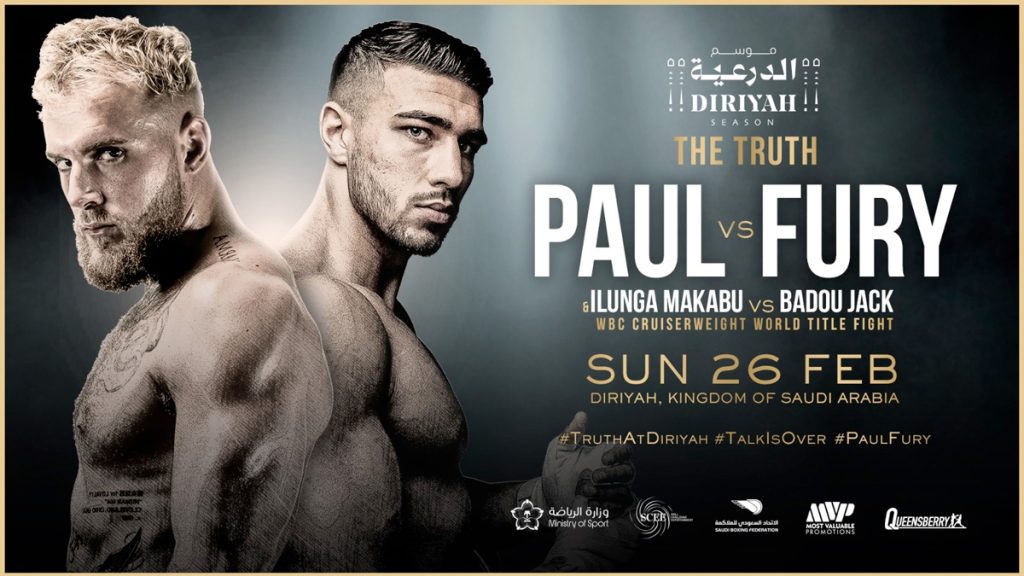 موسم
الدرعية
DIRIYAH
SEASON
THE TRUTH
PAUL VS FURY
& ILUNGA MAKABU VS BADOU JACK
WBC CRUISERWEIGHT WORLD TITLE FIGHT
SUN 26 FEB
DIRIYAH, KINGDOM OF SAUDI ARABIA
#TRUTHATDIRIYAH #TALKISOVER #PAULFURY
وزارة الرياضة
Ministry of Sport
SCEE
الاتحاد السعودي للملاكمة
SAUDI BOXING FEDERATION
MVP
MOST VALUABLE
PROMOTIONS
QUEENSBERRY